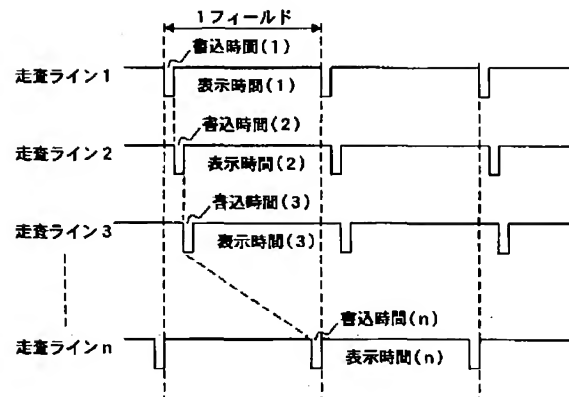 1フィールド
書込時間(1)
走査ライン1
表示時間(1)
書込時間(2)
走査ライン2
表示時間(2)
書込時間(3)
走査ライン3
表示時間(3)
書込時間(n)
走査ラインn
表示時間(n)